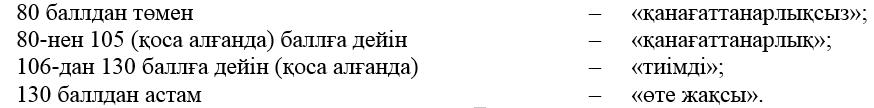 80 баллдан төмен – «қанағаттанарлықсыз»;
80-нен 105 (қоса алғанда) баллға дейін – «қанағаттанарлық»;
106-дан 130 баллға дейін (қоса алғанда) – «тиімді»;
130 баллдан астам – «өте жақсы».